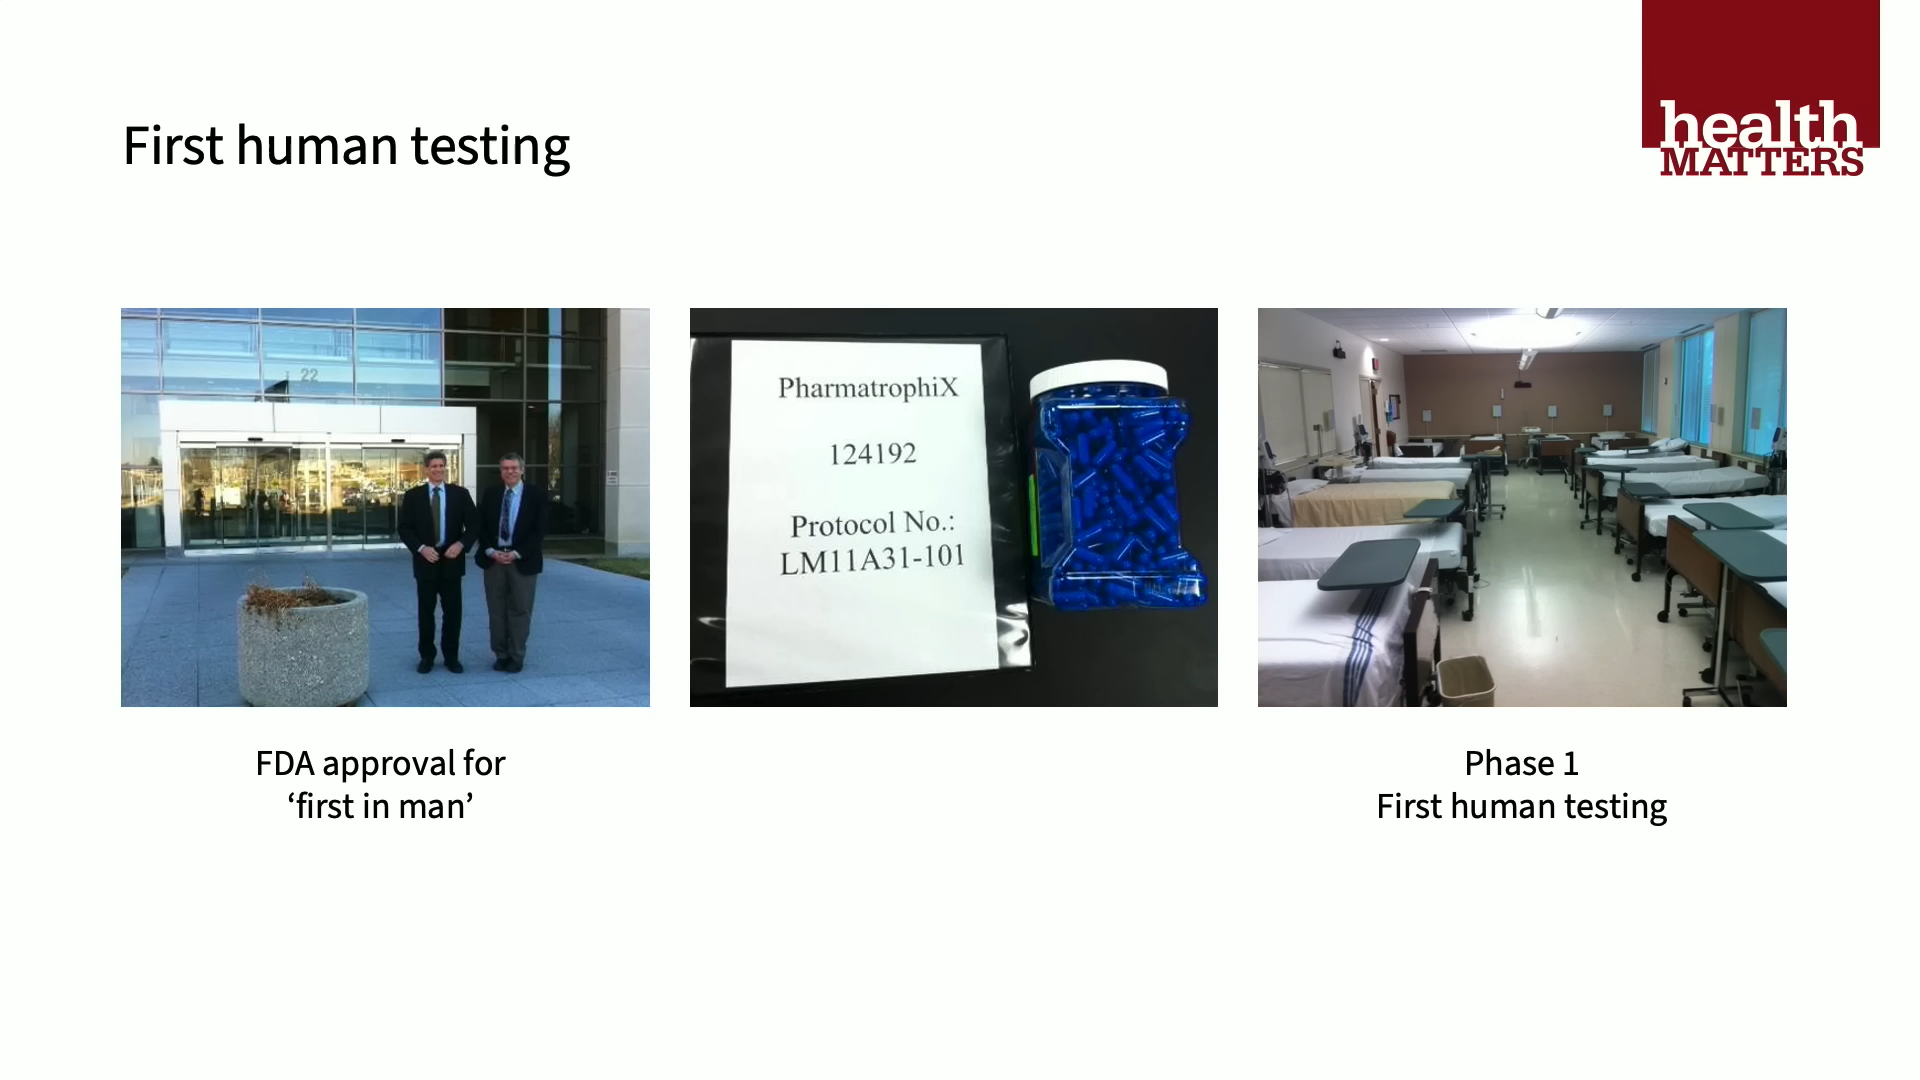 First human testing
health
MATTERS
22
PharmatrophiX
124192
Protocol No.:
LM11A31-101
FDA approval for
‘first in man’
Phase 1
First human testing